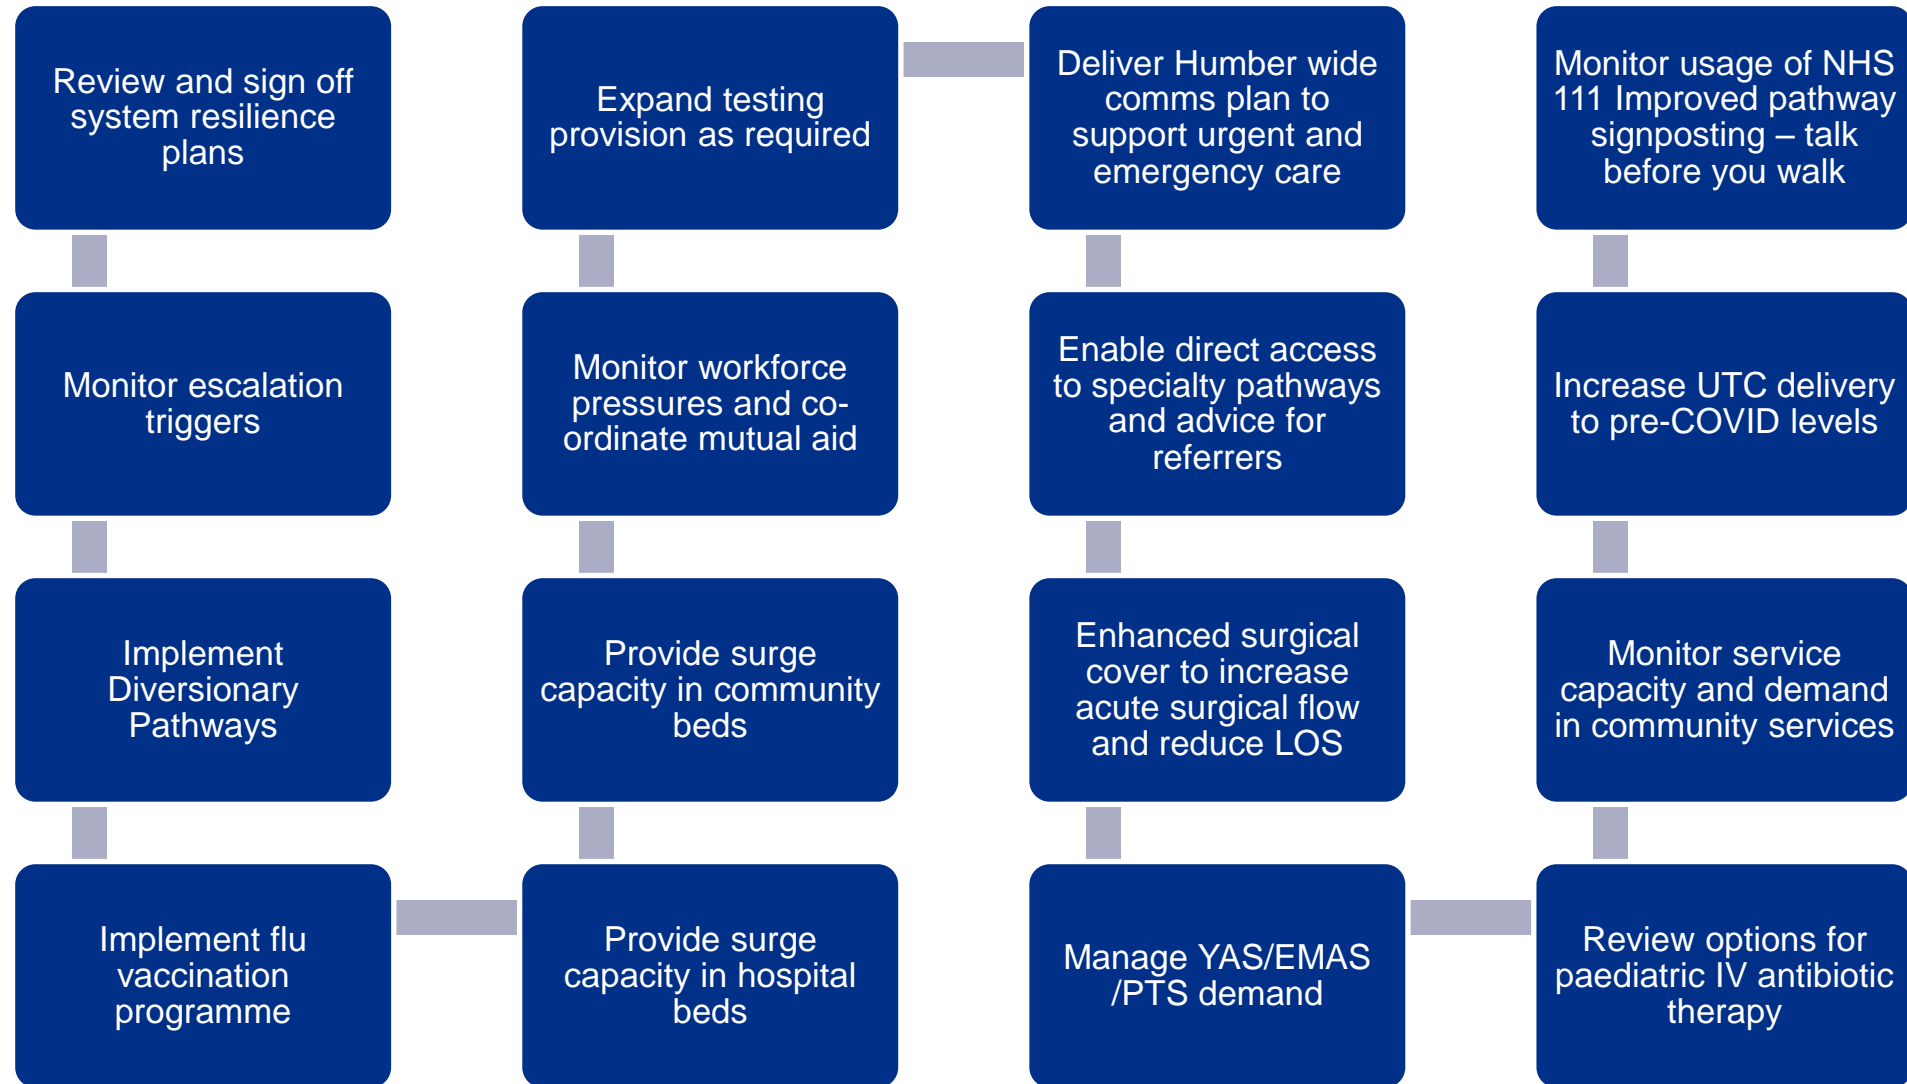 Review and sign off
system resilience
plans
Monitor escalation
triggers
Implement
Diversionary
Pathways
Implement flu
vaccination
programme
Provide surge
capacity in hospital
beds
Provide surge
capacity in community
beds
Monitor workforce
pressures and co-
ordinate mutual aid
Expand testing
provision as required
Deliver Humber wide
comms plan to
support urgent and
emergency care
Enable direct access
to specialty pathways
and advice for
referrers
Enhanced surgical
cover to increase
acute surgical flow
and reduce LOS
Manage YAS/EMAS
/PTS demand
Review options for
paediatric IV antibiotic
therapy
Monitor service
capacity and demand
in community services
Increase UTC delivery
to pre-COVID levels
Monitor usage of NHS
111 Improved pathway
signposting – talk
before you walk